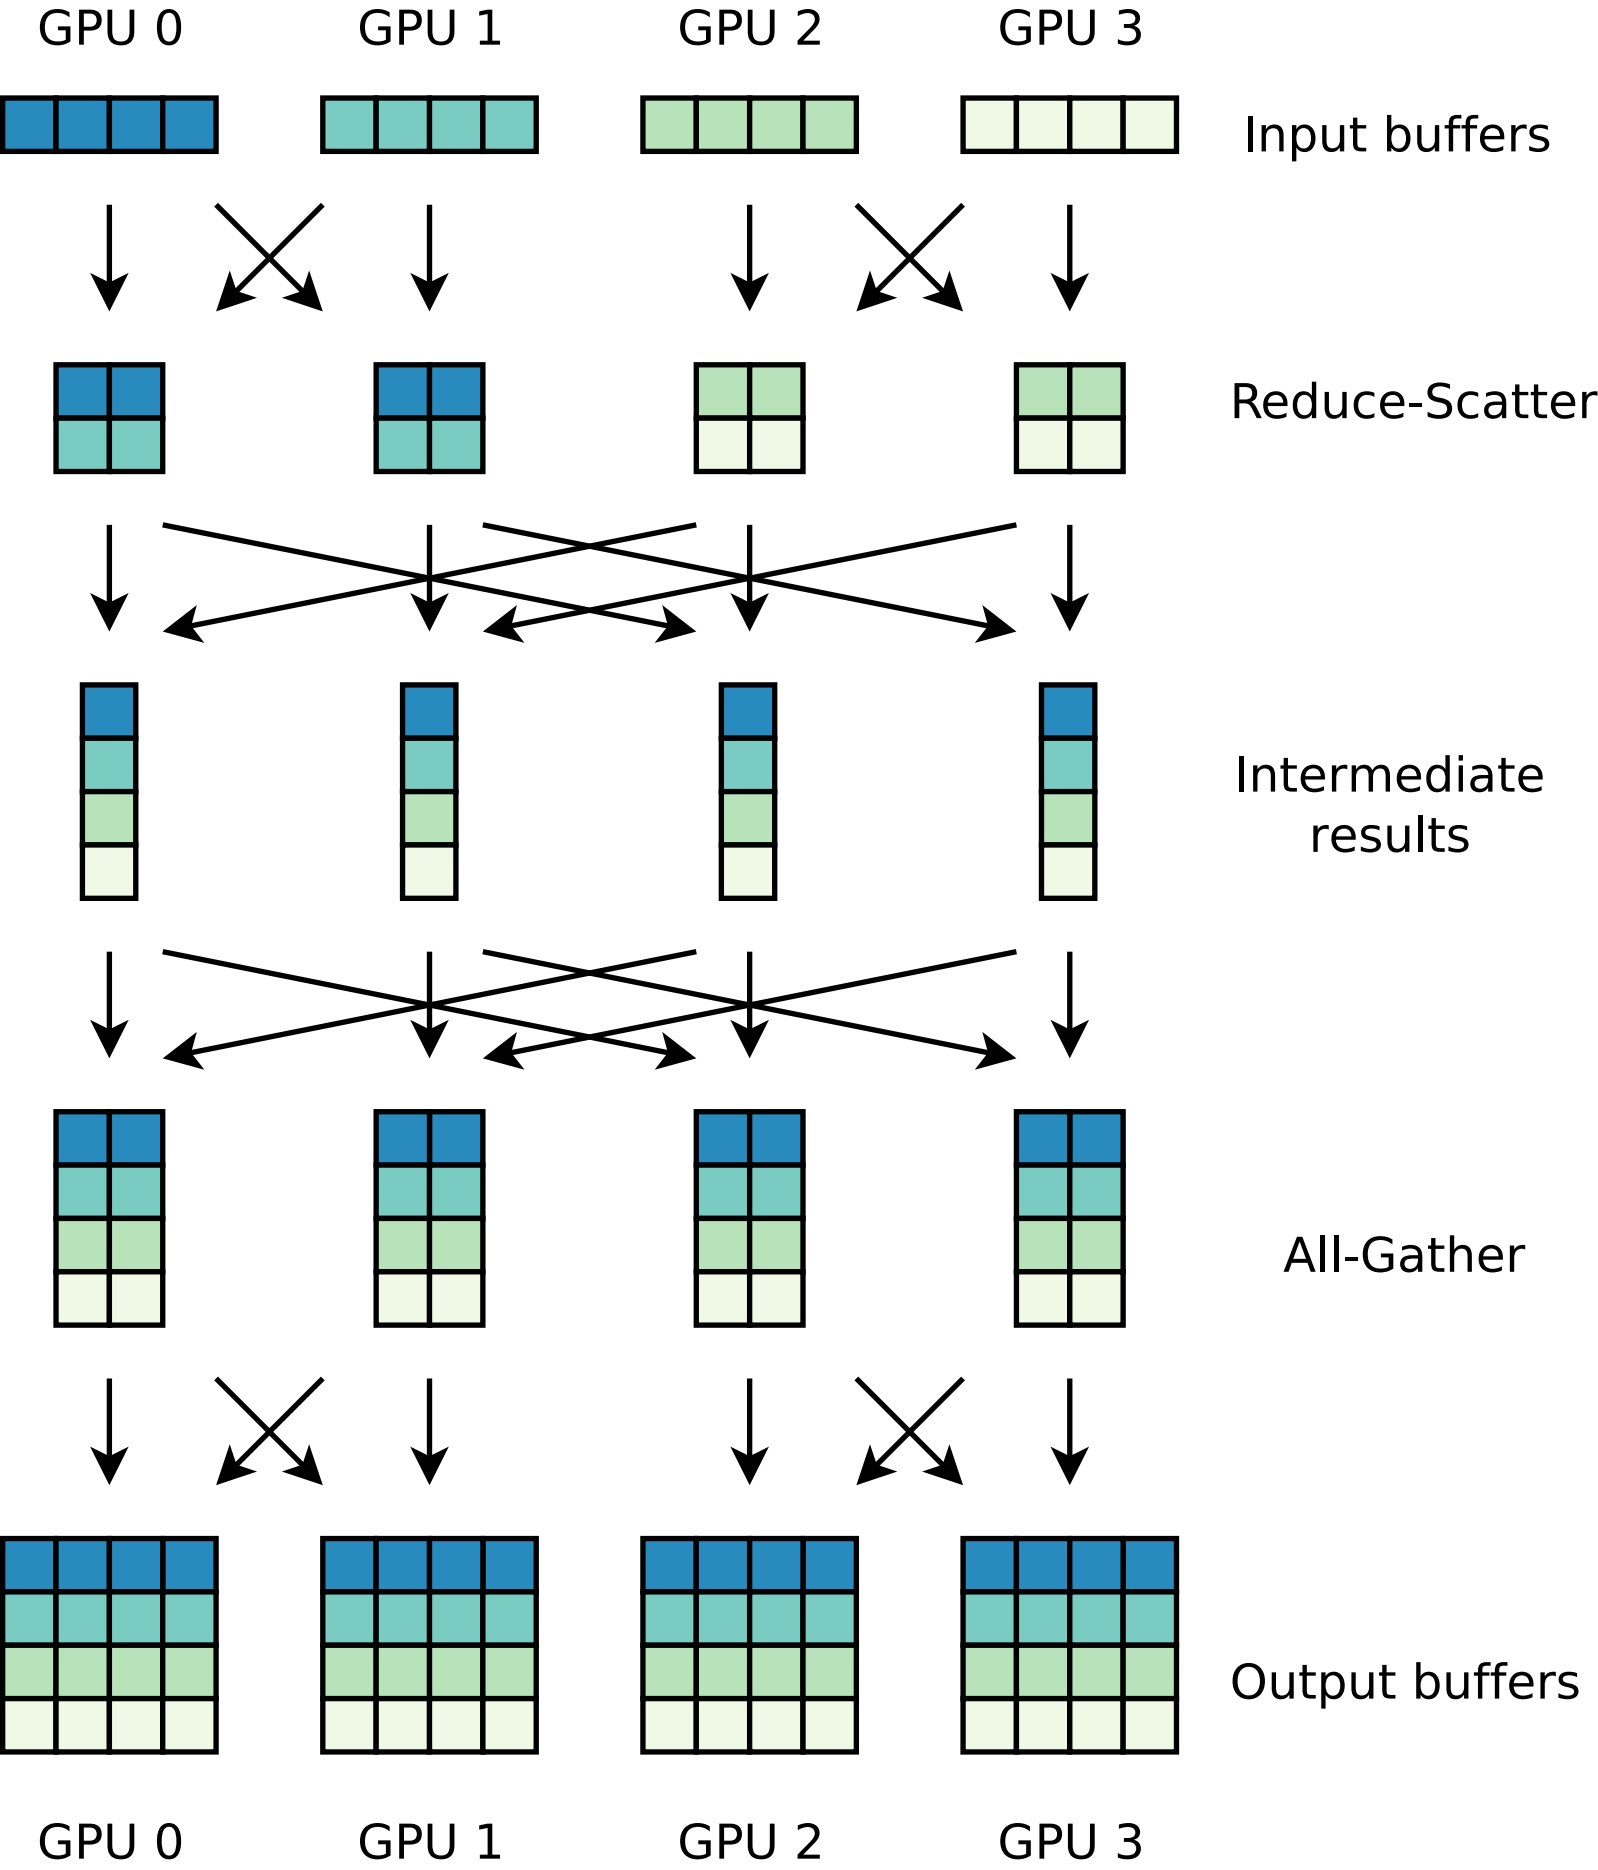 GPU 0
GPU 1
GPU 2
GPU 3
Input buffers
Reduce-Scatter
Intermediate
results
All-Gather
Output buffers
GPU 0
GPU 1
GPU 2
GPU 3